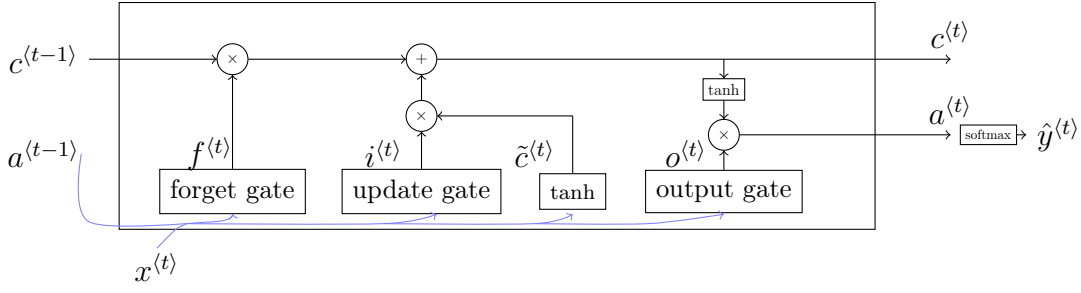 c⟨t−1⟩ × + c⟨t⟩
tanh
a⟨t−1⟩ f⟨t⟩ i⟨t⟩ × c̃⟨t⟩ o⟨t⟩ × a⟨t⟩ softmax ŷ⟨t⟩
forget gate update gate tanh output gate
x⟨t⟩